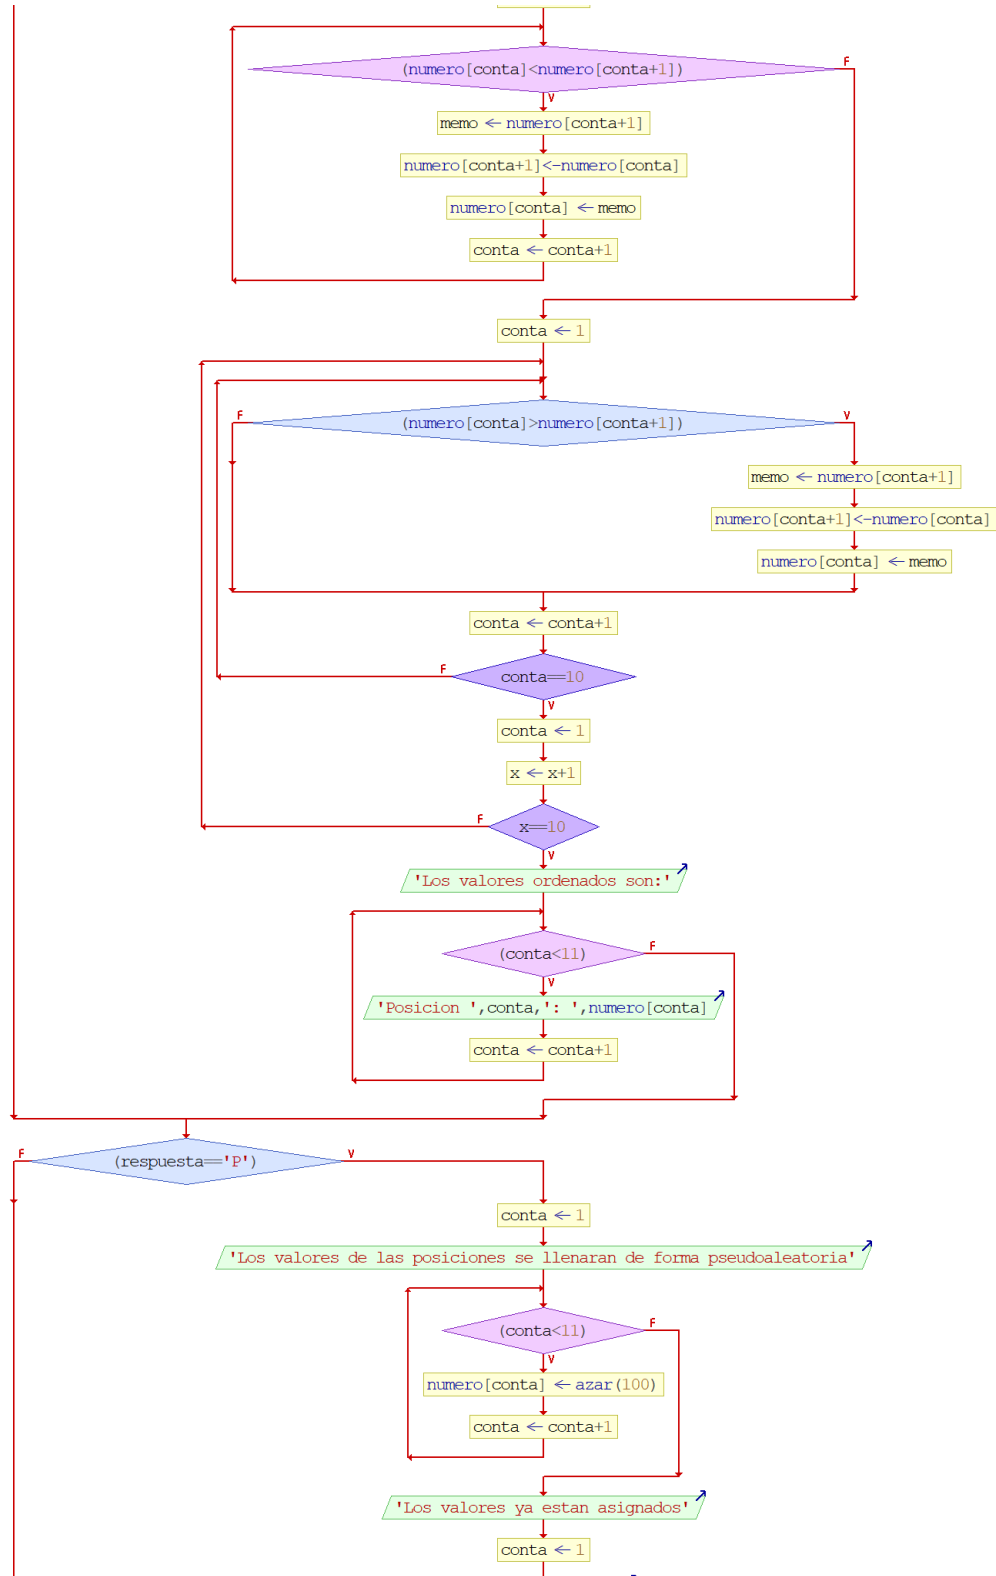 (numero[conta]<numero[conta+1])
F
V
memo ← numero[conta+1]
numero[conta+1]<-numero[conta]
numero[conta] ← memo
conta ← conta+1
conta ← 1
F
(numero[conta]>numero[conta+1])
V
memo ← numero[conta+1]
numero[conta+1]<-numero[conta]
numero[conta] ← memo
conta ← conta+1
F
conta==10
V
conta ← 1
x ← x+1
F
x==10
V
'Los valores ordenados son:'
(conta<11)
F
V
'Posicion ',conta,': ',numero[conta]
conta ← conta+1
F
(respuesta=='P')
V
conta ← 1
'Los valores de las posiciones se llenaran de forma pseudoaleatoria'
(conta<11)
F
V
numero[conta] ← azar(100)
conta ← conta+1
'Los valores ya estan asignados'
conta ← 1